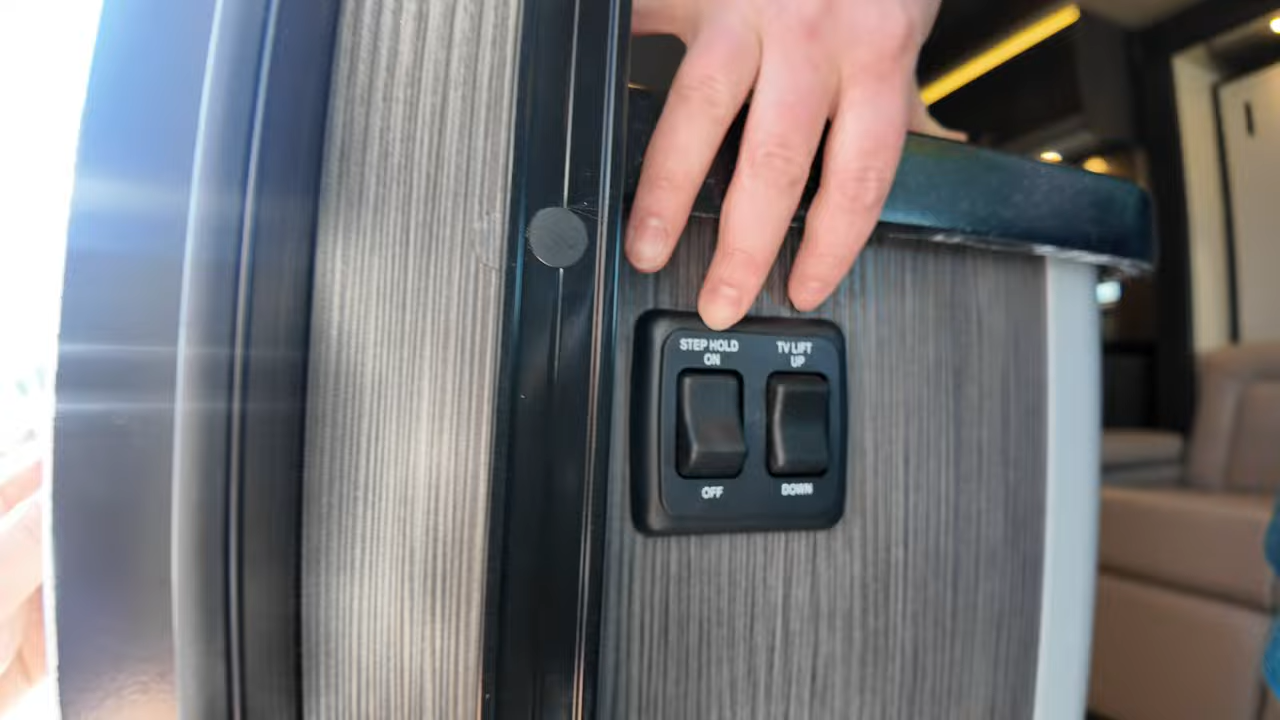 STEP HOLD
ON
TV LIFT
UP
OFF
DOWN